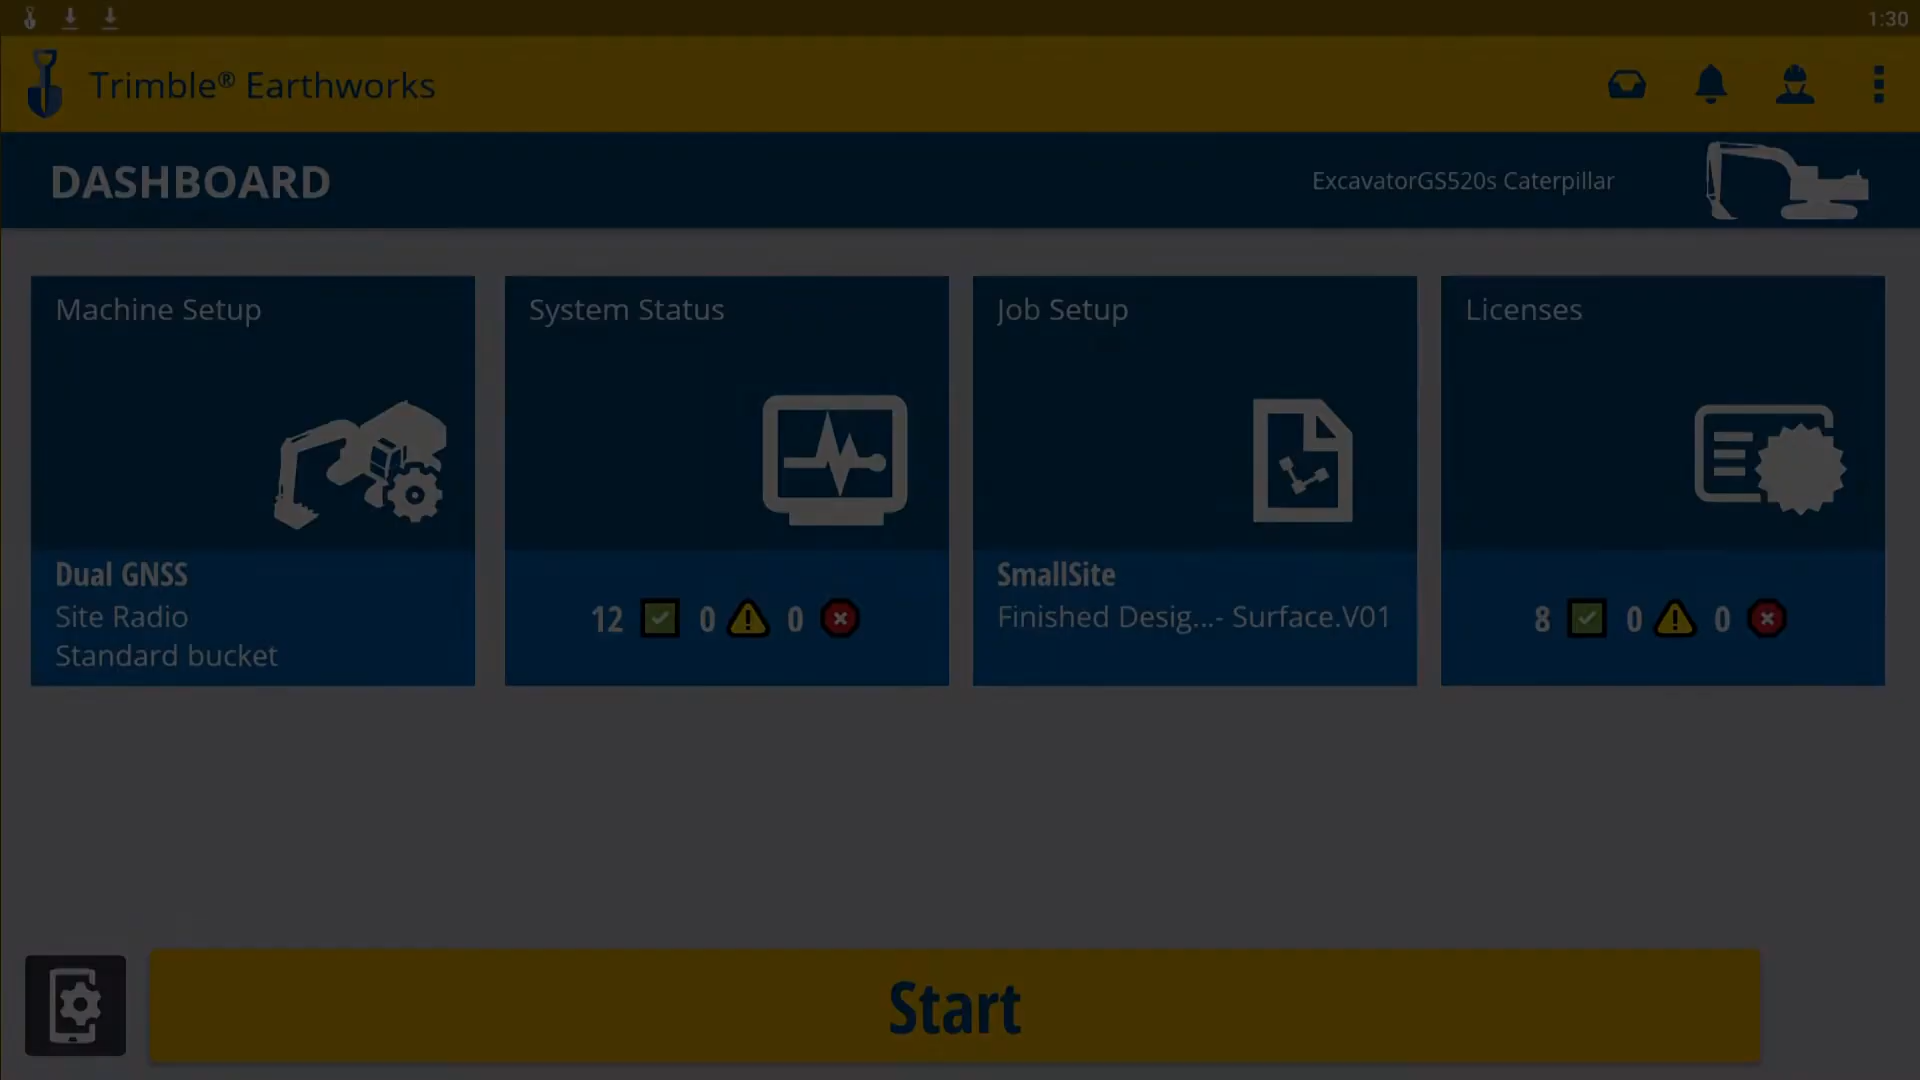 1:30
Trimble® Earthworks
DASHBOARD
ExcavatorGS520s Caterpillar
Machine Setup
Dual GNSS
Site Radio
Standard bucket
System Status
12 0 0
Job Setup
SmallSite
Finished Desig...- Surface.V01
Licenses
8 0 0
Start